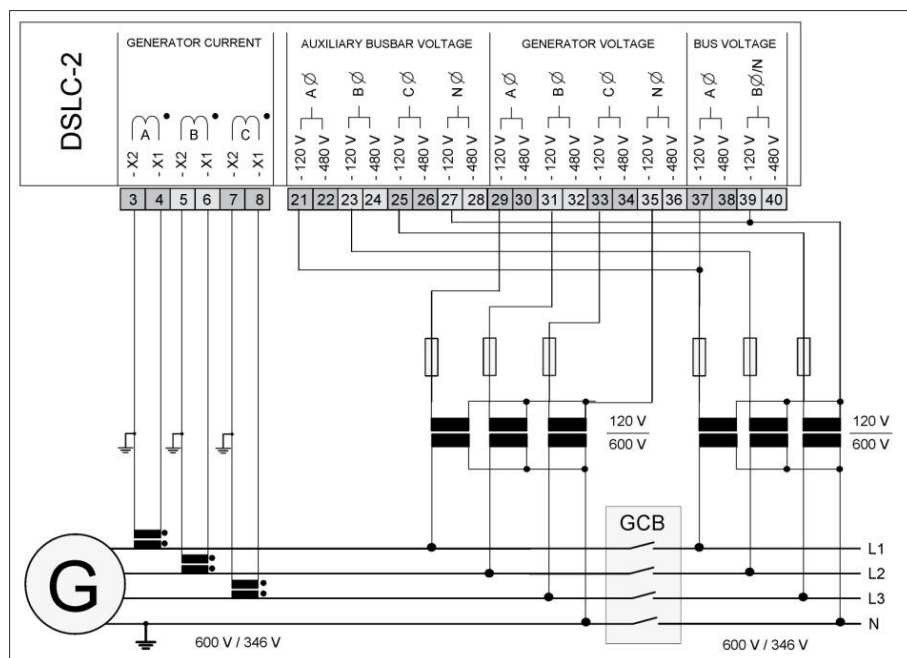 DSLC-2
GENERATOR CURRENT
AUXILIARY BUSBAR VOLTAGE
GENERATOR VOLTAGE
BUS VOLTAGE
A B C
- X2 - X1 - X2 - X1 - X2 - X1
A Ø B Ø C Ø N Ø A Ø B Ø C Ø N Ø A Ø B Ø/N
- 120 V - 480 V - 120 V - 480 V - 120 V - 480 V - 120 V - 480 V - 120 V - 480 V - 120 V - 480 V - 120 V - 480 V - 120 V - 480 V - 120 V - 480 V - 120 V - 480 V
3 4 5 6 7 8 21 22 23 24 25 26 27 28 29 30 31 32 33 34 35 36 37 38 39 40
120 V
600 V
120 V
600 V
GCB
G
L1
L2
L3
N
600 V / 346 V
600 V / 346 V